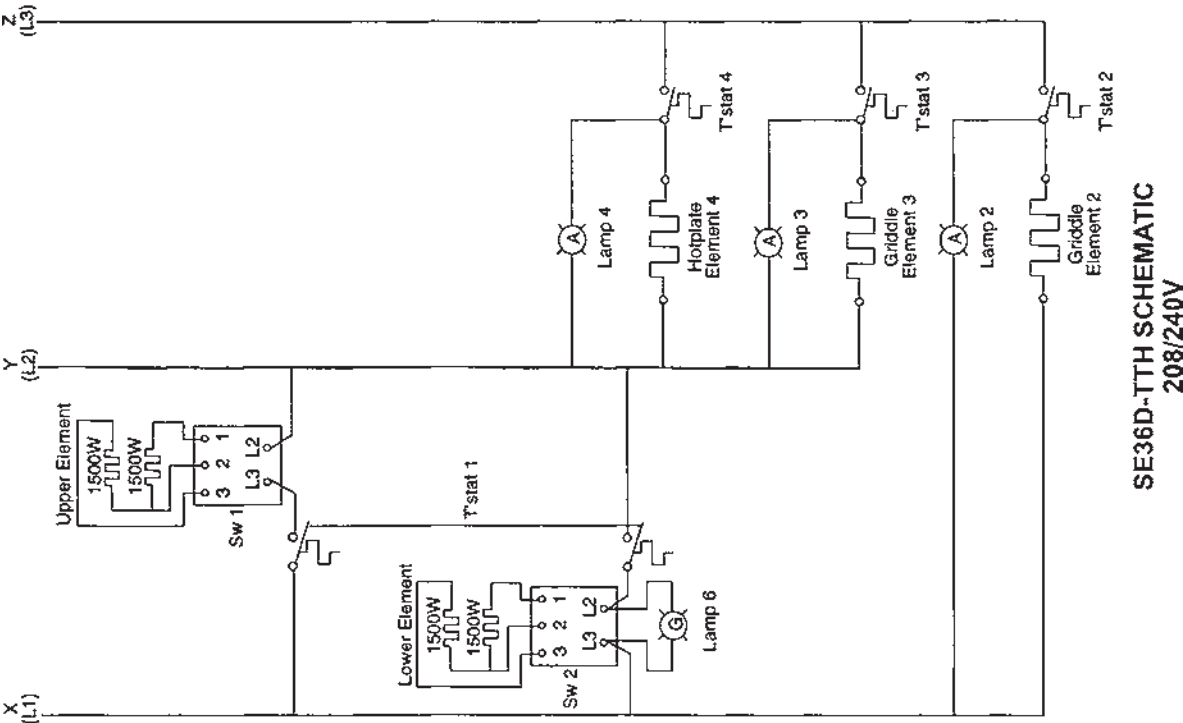 X
(L1)
Y
(L2)
Z
(L3)
Upper Element
1500W
1500W
3 2 1
L3 L2
Sw 1
T'stat 1
Lower Element
1500W
1500W
3 2 1
L3 L2
Sw 2
G
Lamp 6
A
Lamp 4
Hotplate
Element 4
T'stat 4
A
Lamp 3
Griddle
Element 3
T'stat 3
A
Lamp 2
Griddle
Element 2
T'stat 2
SE36D-TTH SCHEMATIC
208/240V